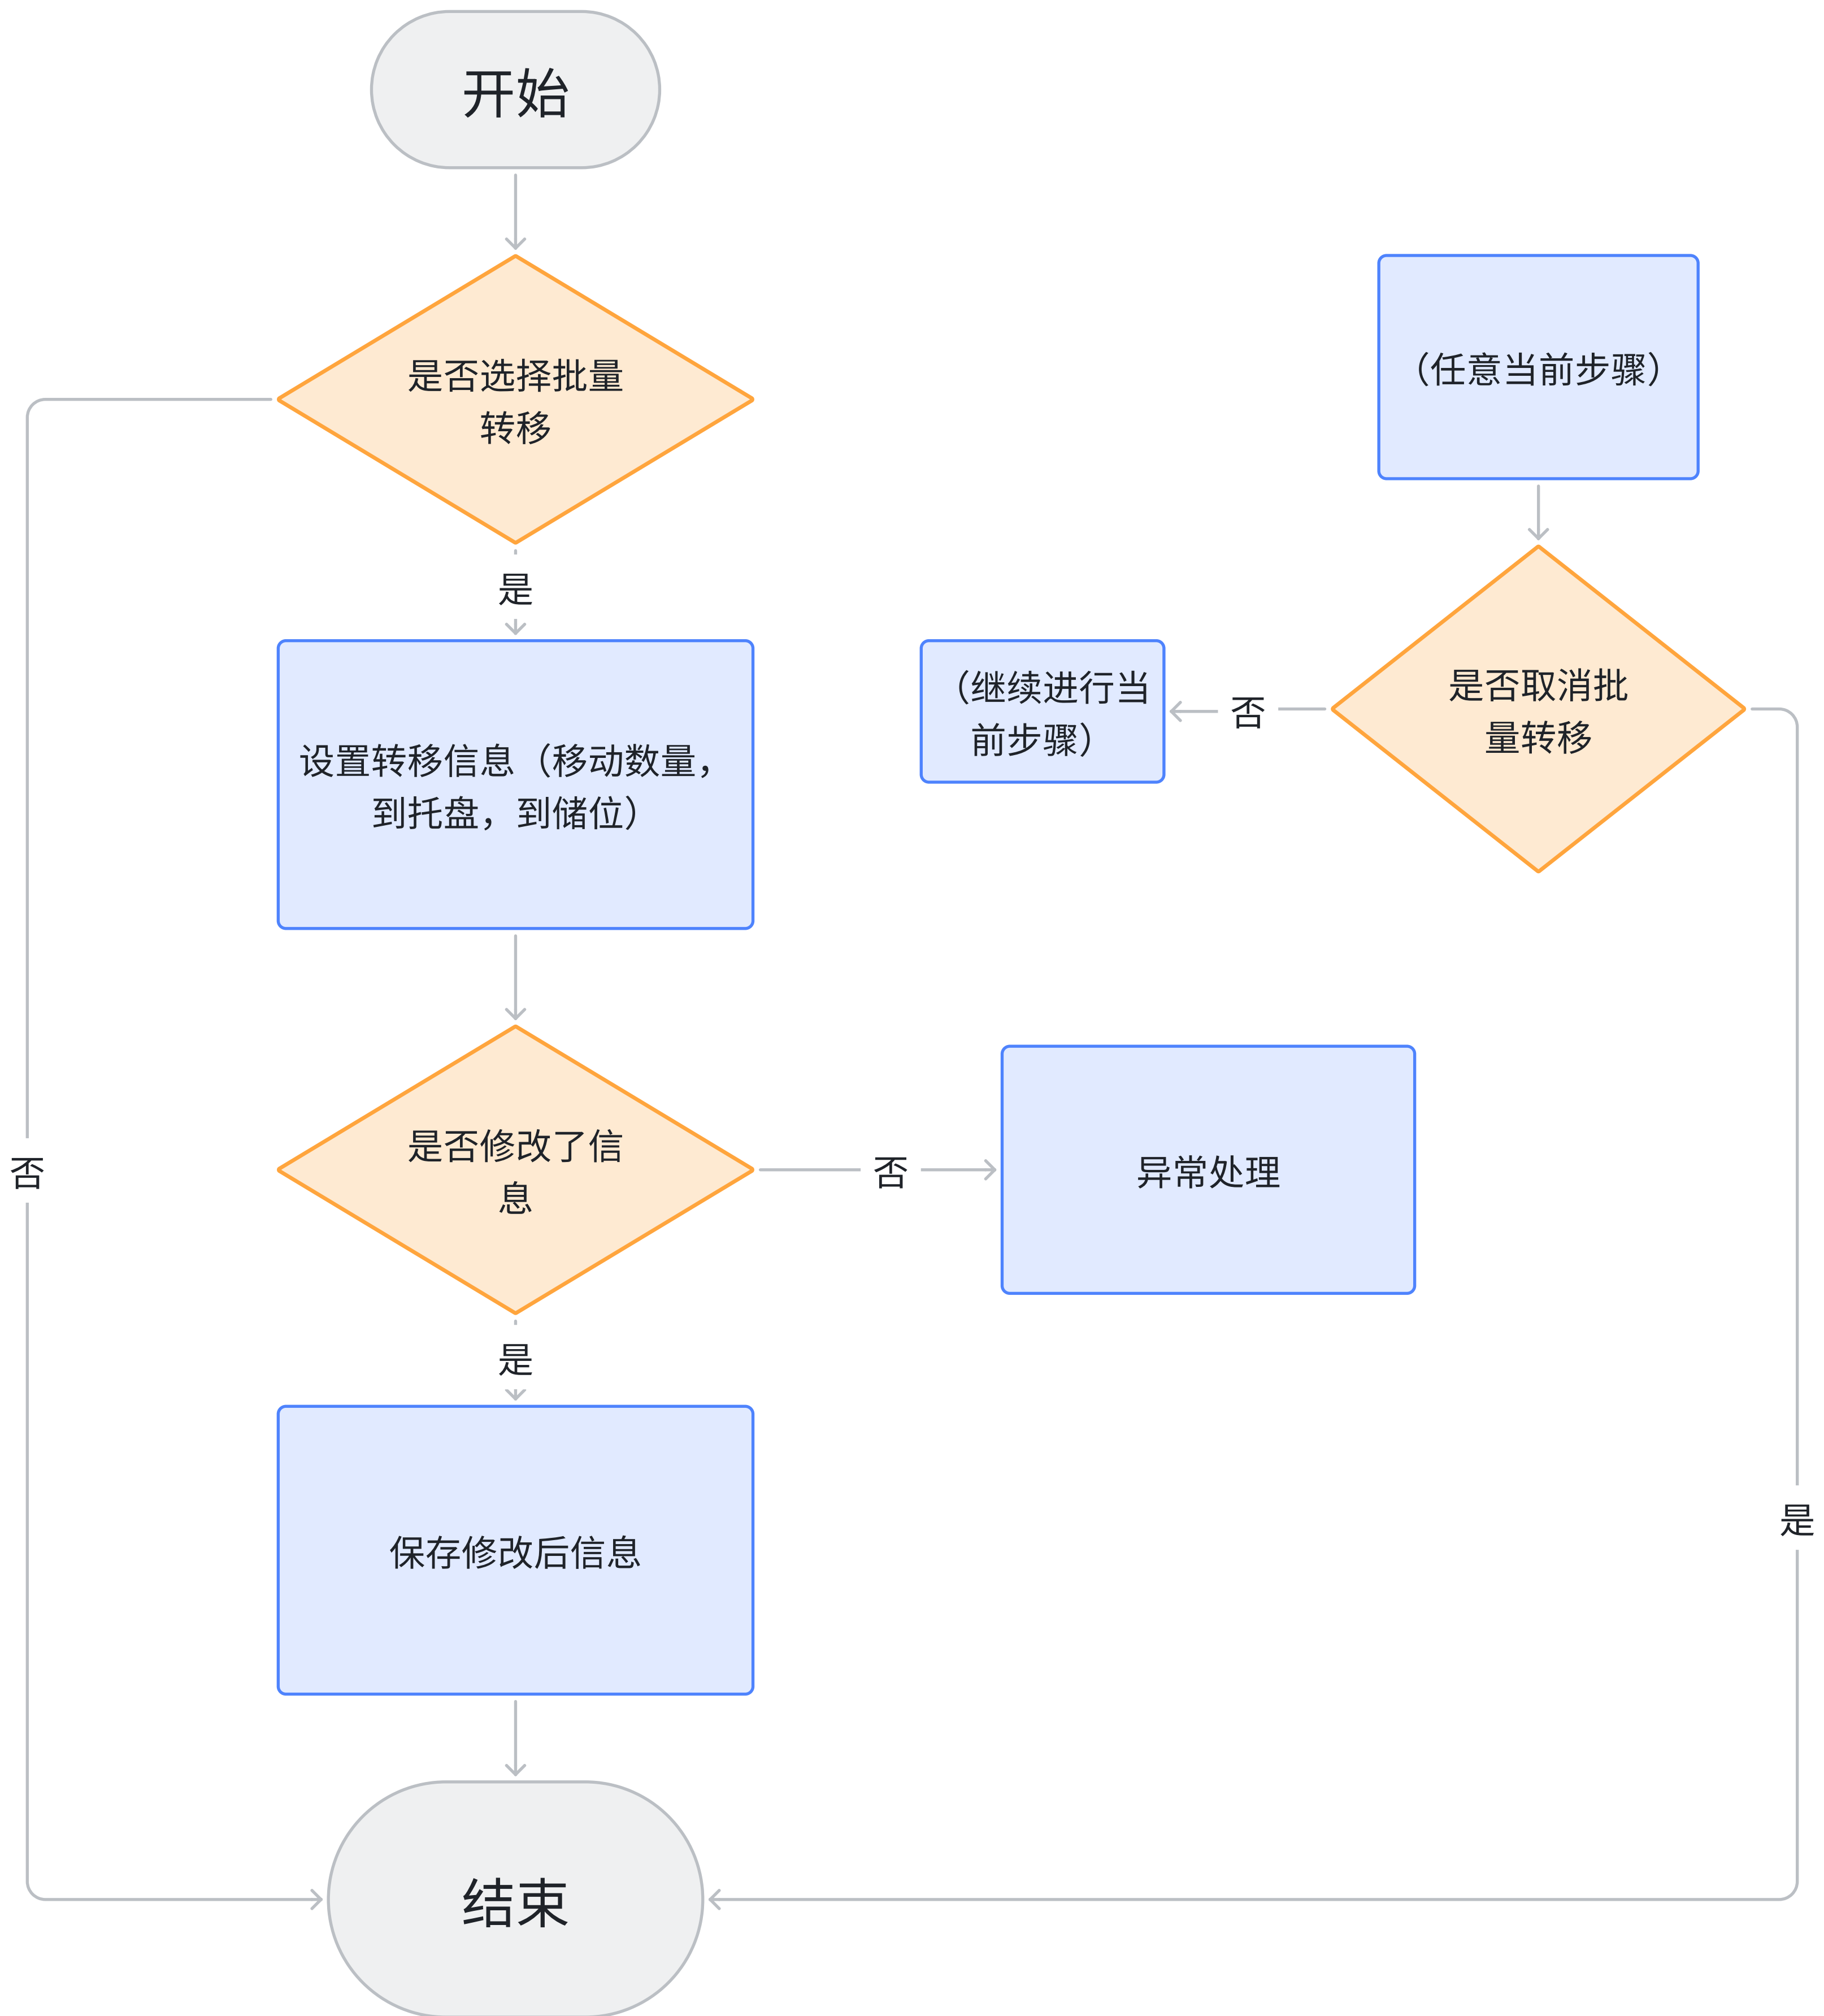 开始
是否选择批量
转移
是
设置转移信息（移动数量，
到托盘，到储位）
是否修改了信
息
否
异常处理
是
保存修改后信息
结束
否
（任意当前步骤）
是否取消批
量转移
否
（继续进行当
前步骤）
是